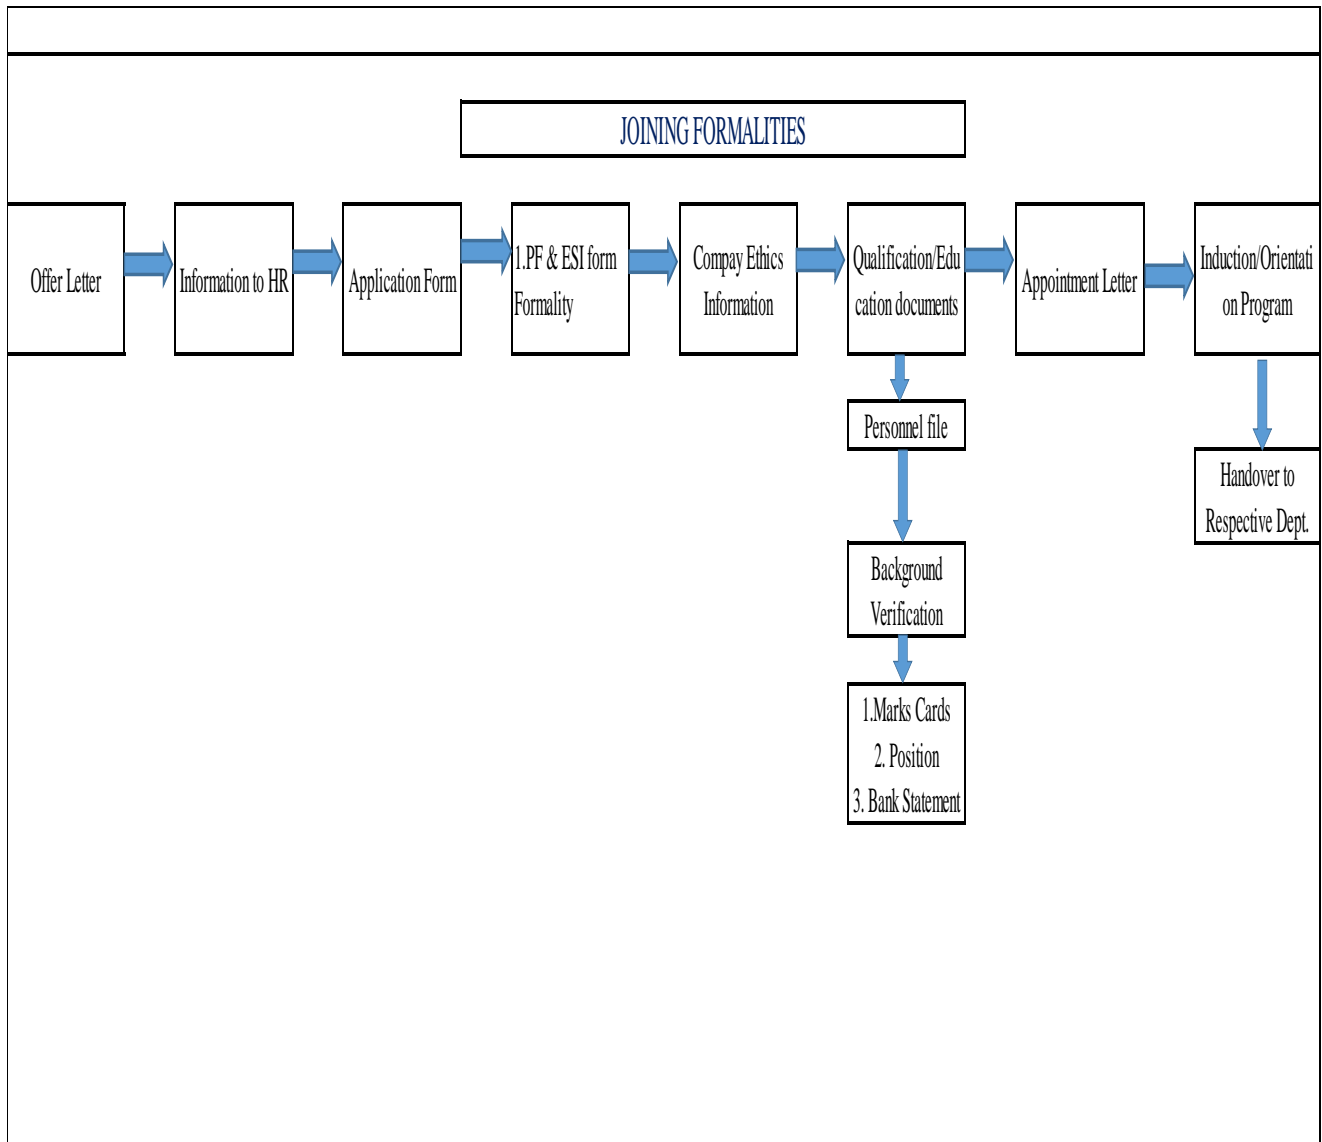 JOINING FORMALITIES
Offer Letter
Information to HR
Application Form
1.PF & ESI form
Formality
Compay Ethics
Information
Qualification/Edu
cation documents
Appointment Letter
Induction/Orientati
on Program
Personnel file
Handover to
Respective Dept.
Background
Verification
1.Marks Cards
2. Position
3. Bank Statement